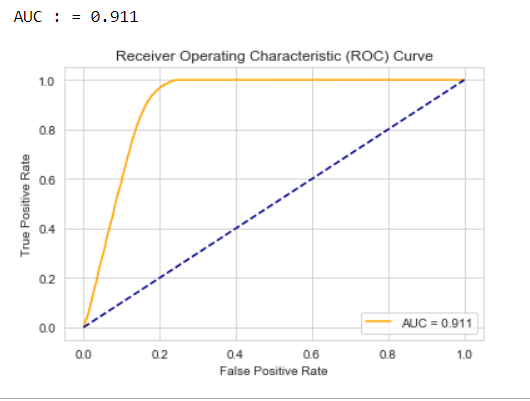 AUC : = 0.911
Receiver Operating Characteristic (ROC) Curve
1.0
0.8
0.6
0.4
0.2
0.0
True Positive Rate
AUC = 0.911
0.0 0.2 0.4 0.6 0.8 1.0
False Positive Rate